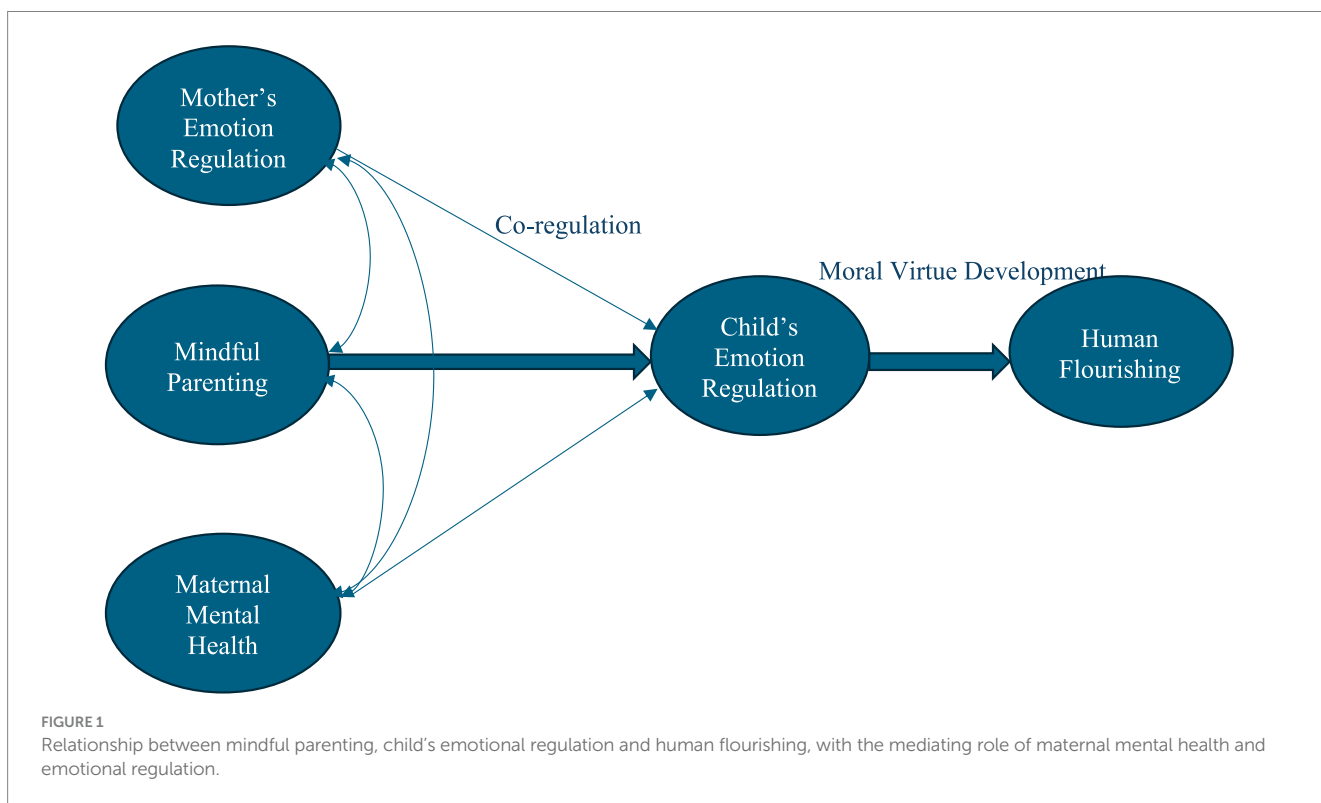 Mother’s
Emotion
Regulation
Co-regulation
Moral Virtue Development
Mindful
Parenting
Child’s
Emotion
Regulation
Human
Flourishing
Maternal
Mental
Health
FIGURE 1
Relationship between mindful parenting, child’s emotional regulation and human flourishing, with the mediating role of maternal mental health and
emotional regulation.